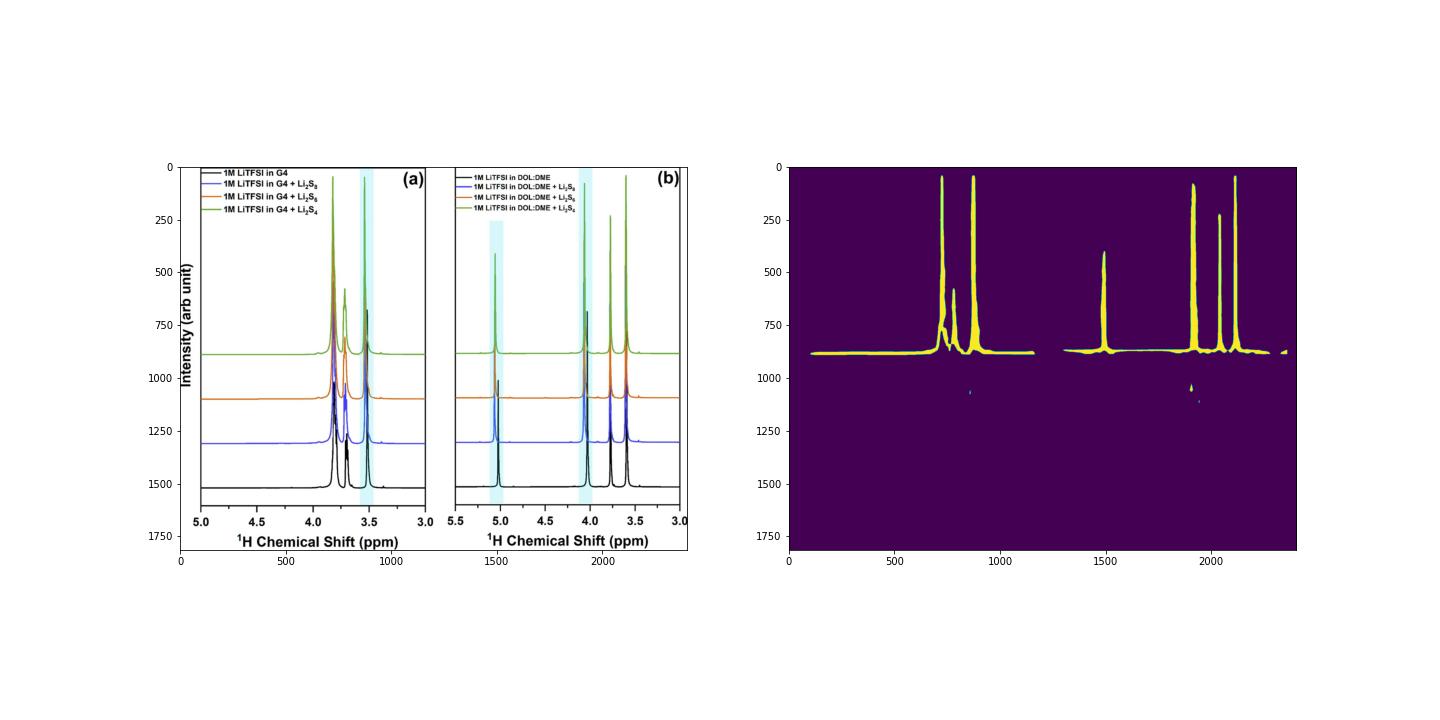 0
250
500
750
1000
1250
1500
1750
0
500
1000
1500
2000
Intensity (arb unit)
1M LiTFSI in G4
1M LiTFSI in G4 + Li₂S₈
1M LiTFSI in G4 + Li₂S₆
1M LiTFSI in G4 + Li₂S₄
(a)
5.0 4.5 4.0 3.5 3.0
¹H Chemical Shift (ppm)
1M LiTFSI in DOL:DME
1M LiTFSI in DOL:DME + Li₂S₈
1M LiTFSI in DOL:DME + Li₂S₆
1M LiTFSI in DOL:DME + Li₂S₄
(b)
5.5 5.0 4.5 4.0 3.5 3.0
¹H Chemical Shift (ppm)
0
250
500
750
1000
1250
1500
1750
0
500
1000
1500
2000